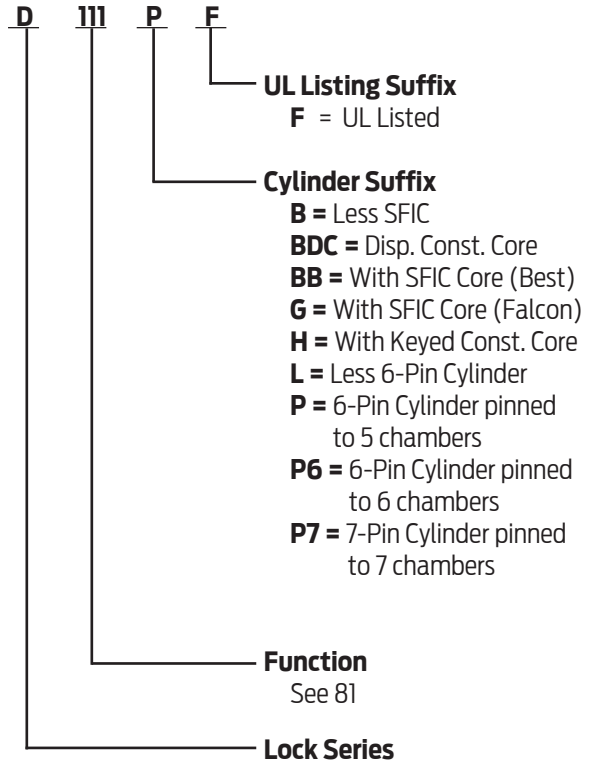 D 111 P F
UL Listing Suffix
F = UL Listed
Cylinder Suffix
B = Less SFIC
BDC = Disp. Const. Core
BB = With SFIC Core (Best)
G = With SFIC Core (Falcon)
H = With Keyed Const. Core
L = Less 6-Pin Cylinder
P = 6-Pin Cylinder pinned
to 5 chambers
P6 = 6-Pin Cylinder pinned
to 6 chambers
P7 = 7-Pin Cylinder pinned
to 7 chambers
Function
See 81
Lock Series